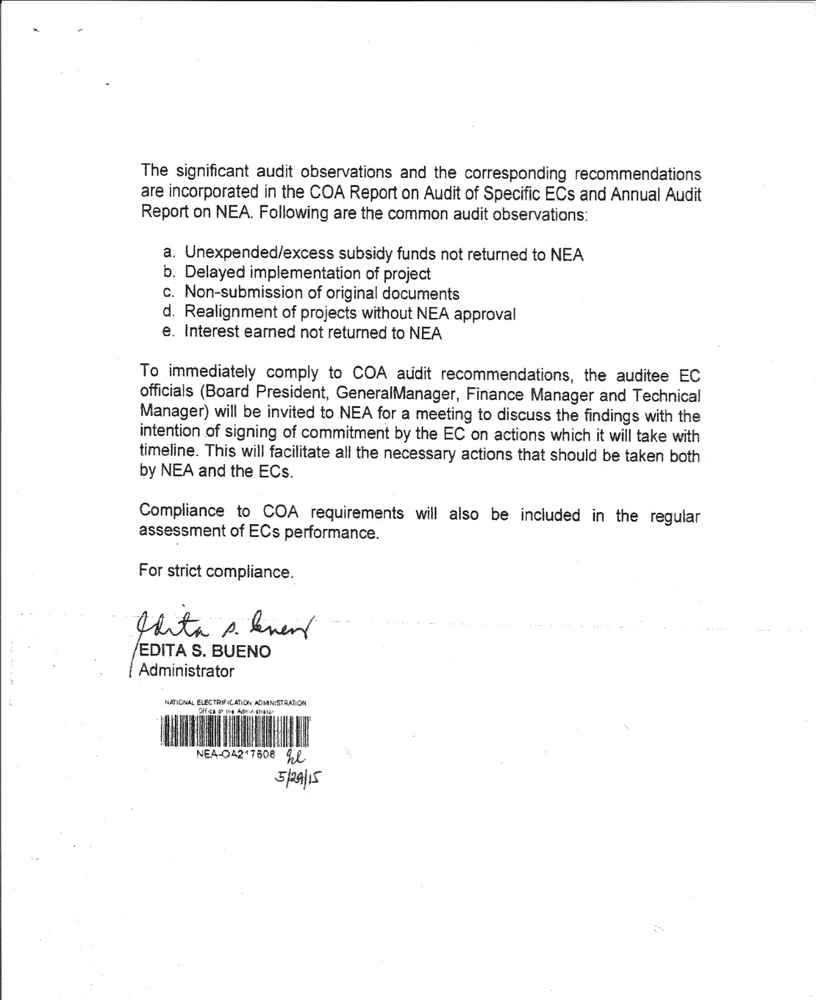 The significant audit observations and the corresponding recommendations
are incorporated in the COA Report on Audit of Specific ECs and Annual Audit
Report on NEA. Following are the common audit observations:
a. Unexpended/excess subsidy funds not returned to NEA
b. Delayed implementation of project
c. Non-submission of original documents
d. Realignment of projects without NEA approval
e. Interest earned not returned to NEA
To immediately comply to COA audit recommendations, the auditee EC
officials (Board President, GeneralManager, Finance Manager and Technical
Manager) will be invited to NEA for a meeting to discuss the findings with the
intention of signing of commitment by the EC on actions which it will take with
timeline. This will facilitate all the necessary actions that should be taken both
by NEA and the ECs.
Compliance to COA requirements will also be included in the regular
assessment of ECs performance.
For strict compliance.
Edita S. Bueno
EDITA S. BUENO
Administrator
NATIONAL ELECTRIFICATION ADMINISTRATION
Office of the Administrator
NEA-OA217608
5/29/15